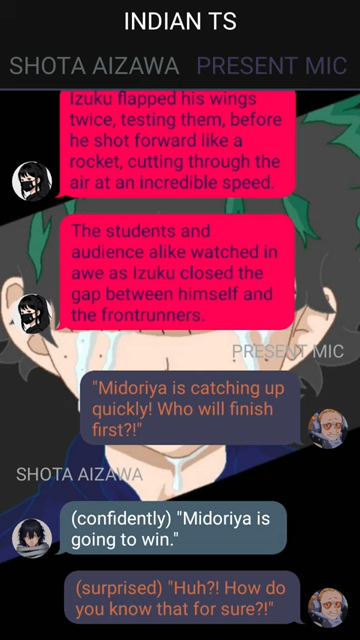 INDIAN TS
SHOTA AIZAWA PRESENT MIC
Izuku flapped his wings
twice, testing them, before
he shot forward like a
rocket, cutting through the
air at an incredible speed.
The students and
audience alike watched in
awe as Izuku closed the
gap between himself and
the frontrunners.
PRESENT MIC
"Midoriya is catching up
quickly! Who will finish
first?!"
SHOTA AIZAWA
(confidently) "Midoriya is
going to win."
(surprised) "Huh?! How do
you know that for sure?!"